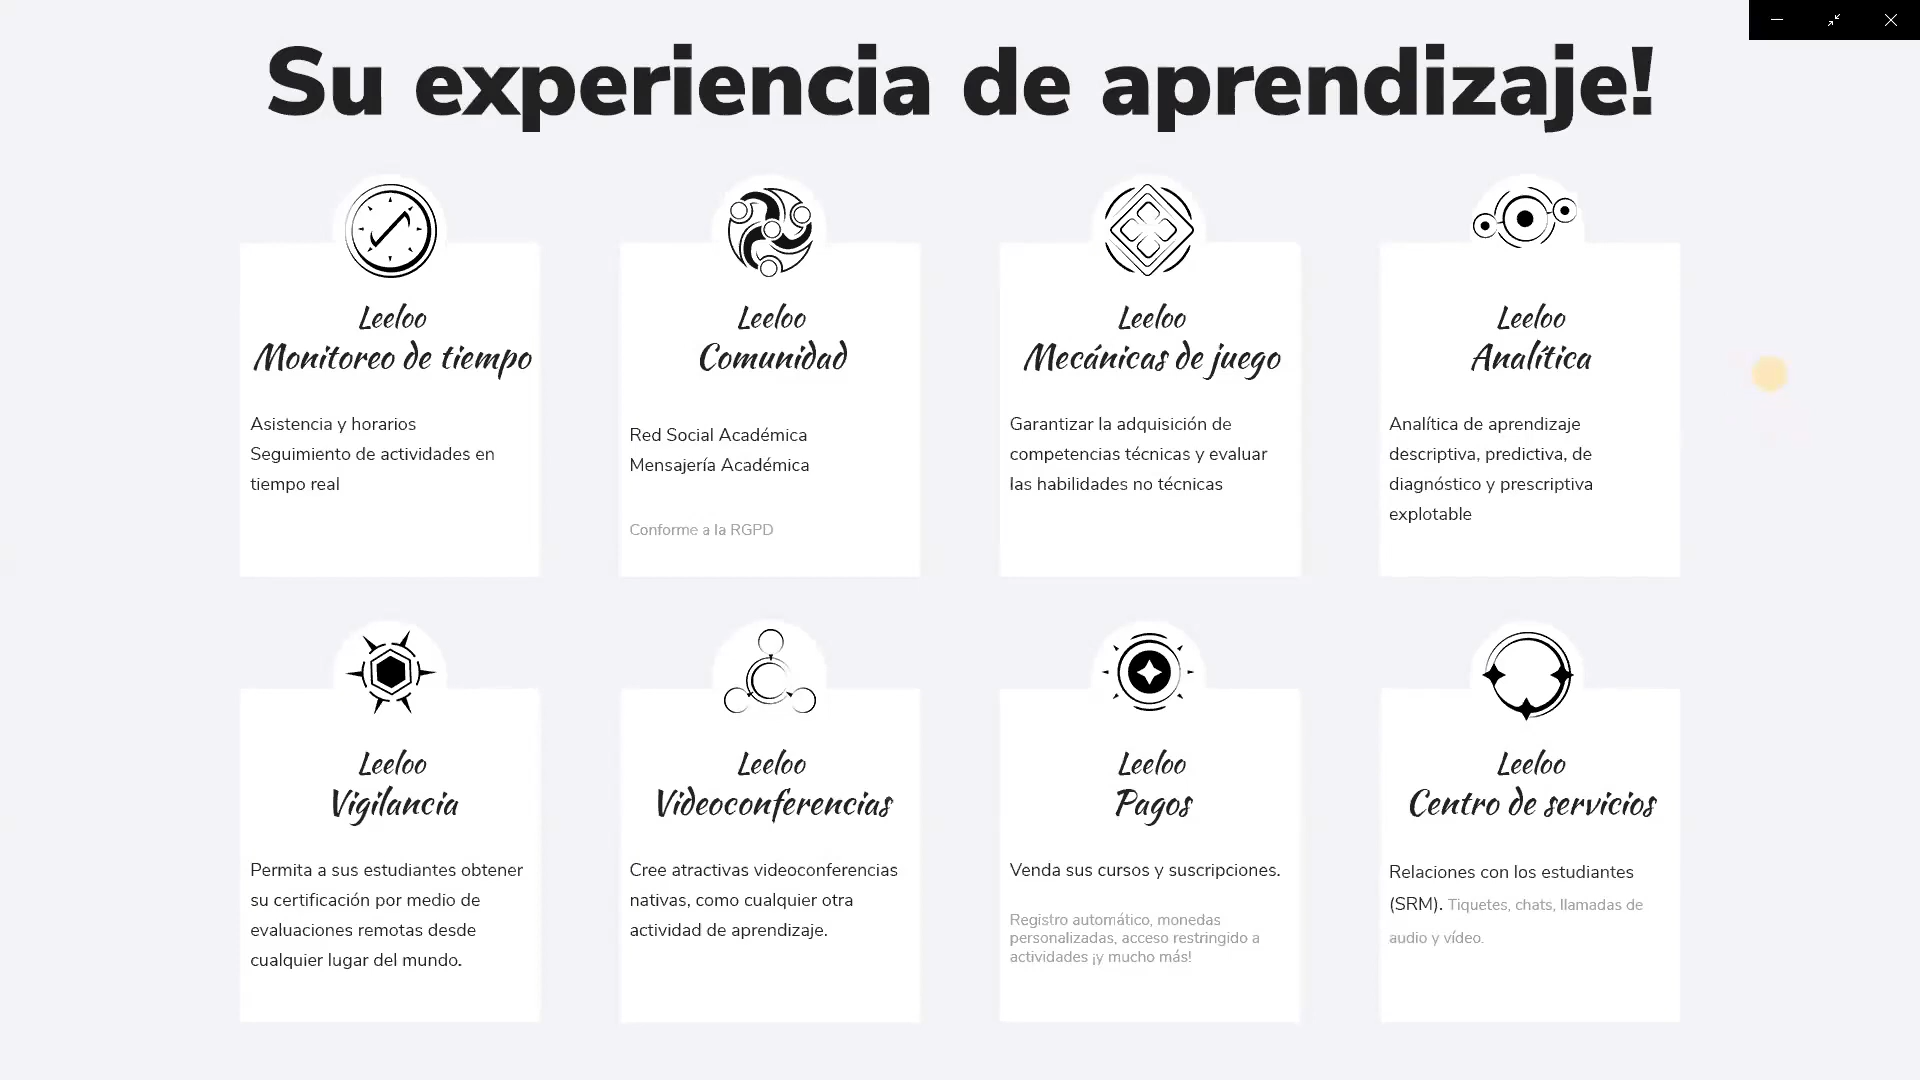 Su experiencia de aprendizaje!
Leeloo
Monitoreo de tiempo
Asistencia y horarios
Seguimiento de actividades en
tiempo real
Leeloo
Comunidad
Red Social Académica
Mensajería Académica
Conforme a la RGPD
Leeloo
Mecánicas de juego
Garantizar la adquisición de
competencias técnicas y evaluar
las habilidades no técnicas
Leeloo
Analítica
Analítica de aprendizaje
descriptiva, predictiva, de
diagnóstico y prescriptiva
explotable
Leeloo
Vigilancia
Permita a sus estudiantes obtener
su certificación por medio de
evaluaciones remotas desde
cualquier lugar del mundo.
Leeloo
Videoconferencias
Cree atractivas videoconferencias
nativas, como cualquier otra
actividad de aprendizaje.
Leeloo
Pagos
Venda sus cursos y suscripciones.
Registro automático, monedas
personalizadas, acceso restringido a
actividades ¡y mucho más!
Leeloo
Centro de servicios
Relaciones con los estudiantes
(SRM). Tiquetes, chats, llamadas de
audio y vídeo.